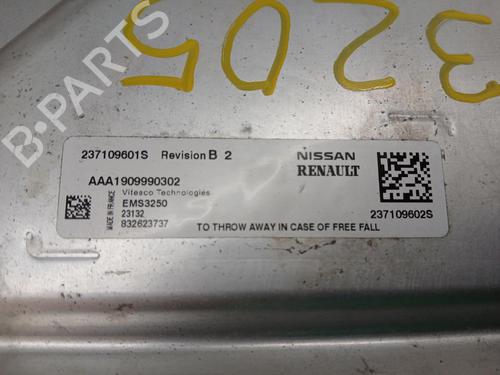 3205
B-PARTS
237109601S Revision B 2
NISSAN
RENAULT
AAA1909990302
Vitesco Technologies
EMS3250
23132
832623737
MADE IN FRANCE
237109602S
TO THROW AWAY IN CASE OF FREE FALL